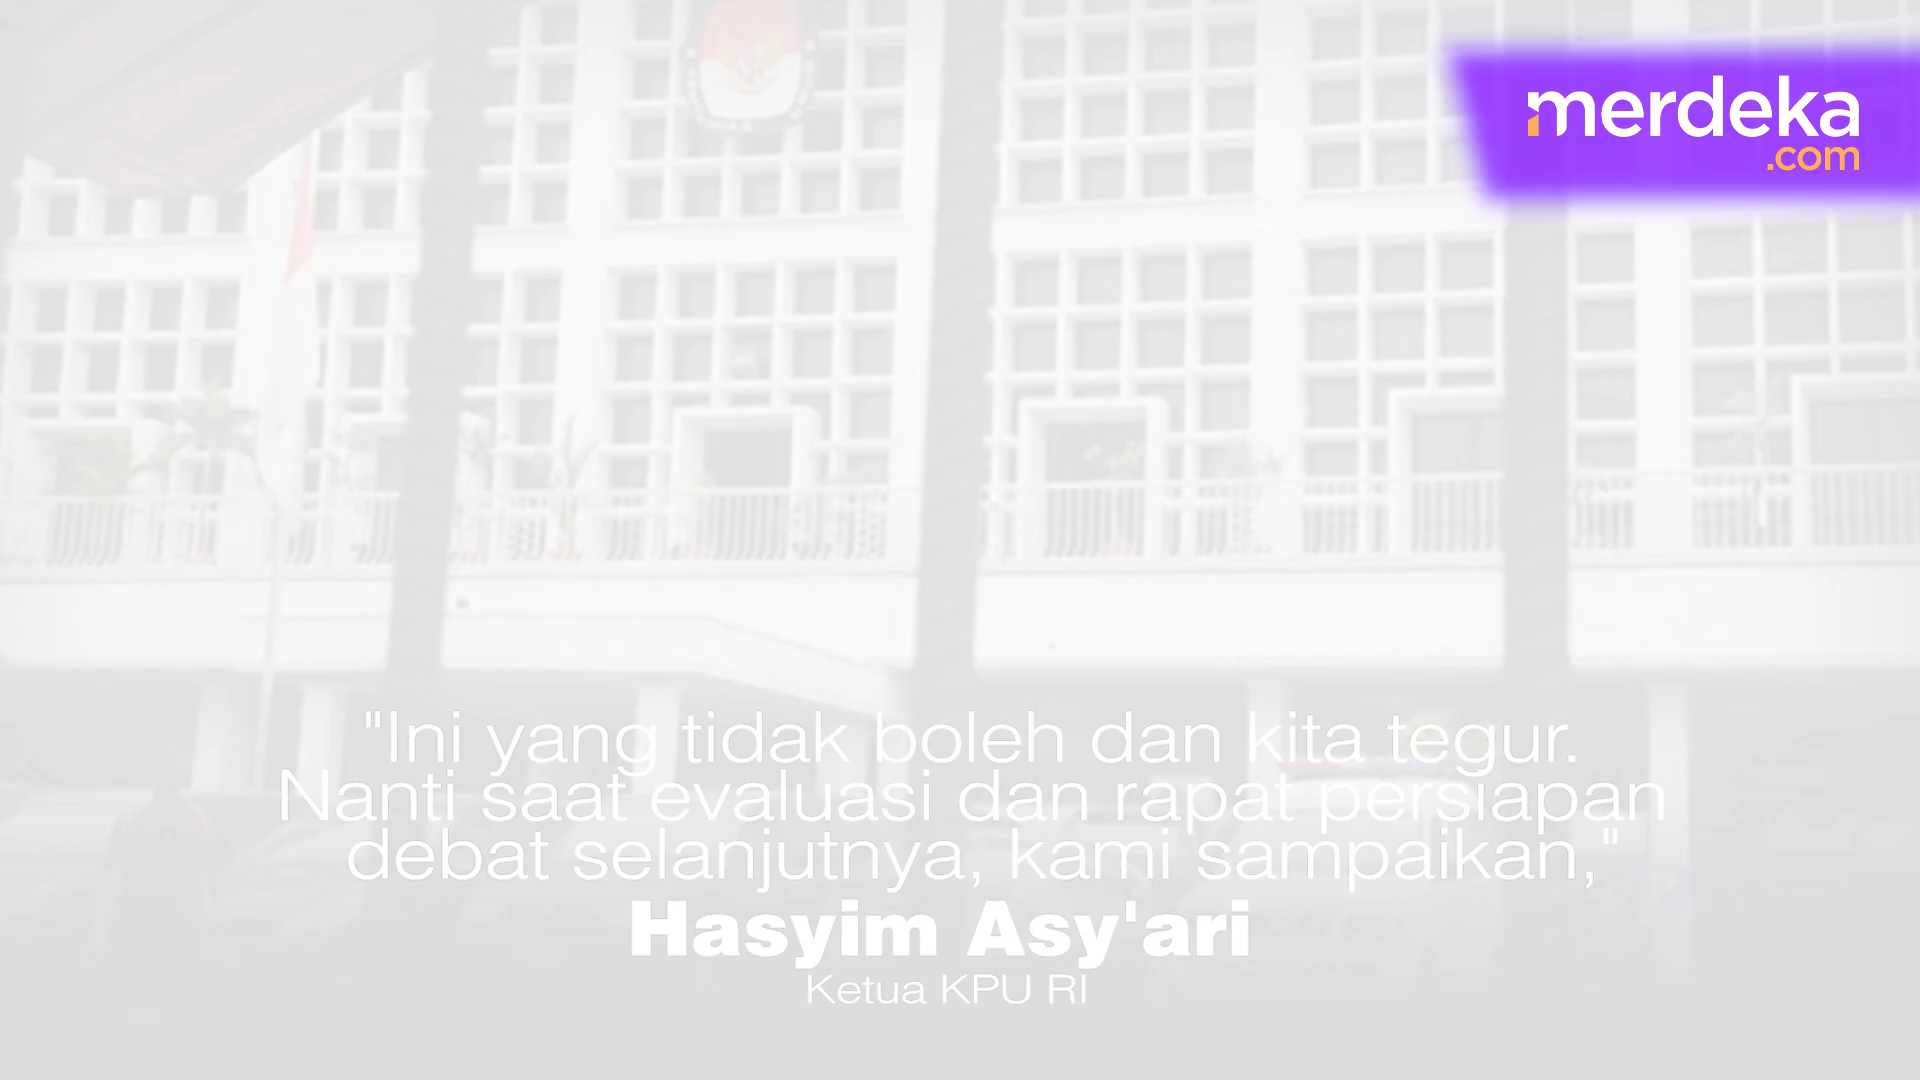 merdeka
.com
"Ini yang tidak boleh dan kita tegur.
Nanti saat evaluasi dan rapat persiapan
debat selanjutnya, kami sampaikan,"
Hasyim Asy'ari
Ketua KPU RI